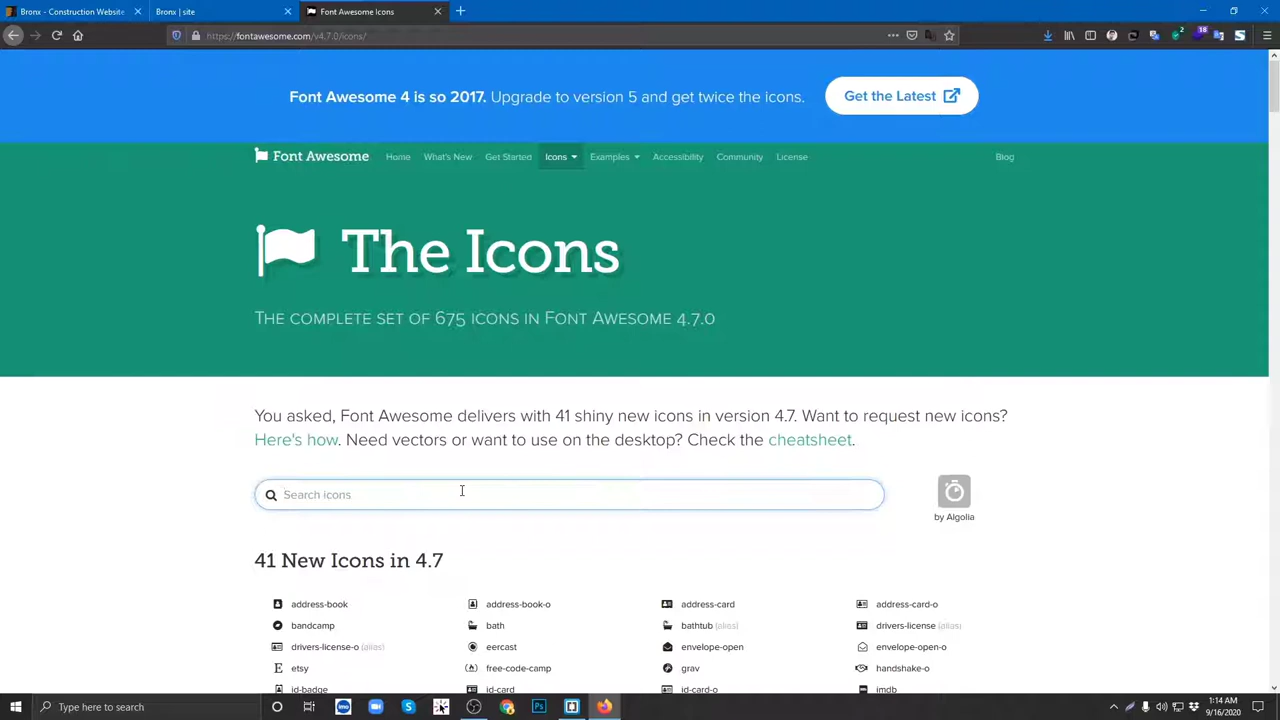 Bronx - Construction Website
Bronx | site
Font Awesome Icons
https://fontawesome.com/v4.7.0/icons/
18
Font Awesome 4 is so 2017. Upgrade to version 5 and get twice the icons.
Get the Latest
Font Awesome
Home
What's New
Get Started
Icons
Examples
Accessibility
Community
License
Blog
The Icons
The complete set of 675 icons in Font Awesome 4.7.0
You asked, Font Awesome delivers with 41 shiny new icons in version 4.7. Want to request new icons?
Here's how. Need vectors or want to use on the desktop? Check the cheatsheet.
Search icons
by Algolia
41 New Icons in 4.7
address-book
address-book-o
address-card
address-card-o
bandcamp
bath
bathtub (alias)
drivers-license (alias)
drivers-license-o (alias)
eercast
envelope-open
envelope-open-o
etsy
free-code-camp
grav
handshake-o
id-badge
id-card
id-card-o
imdb
Type here to search
1:14 AM
9/16/2020